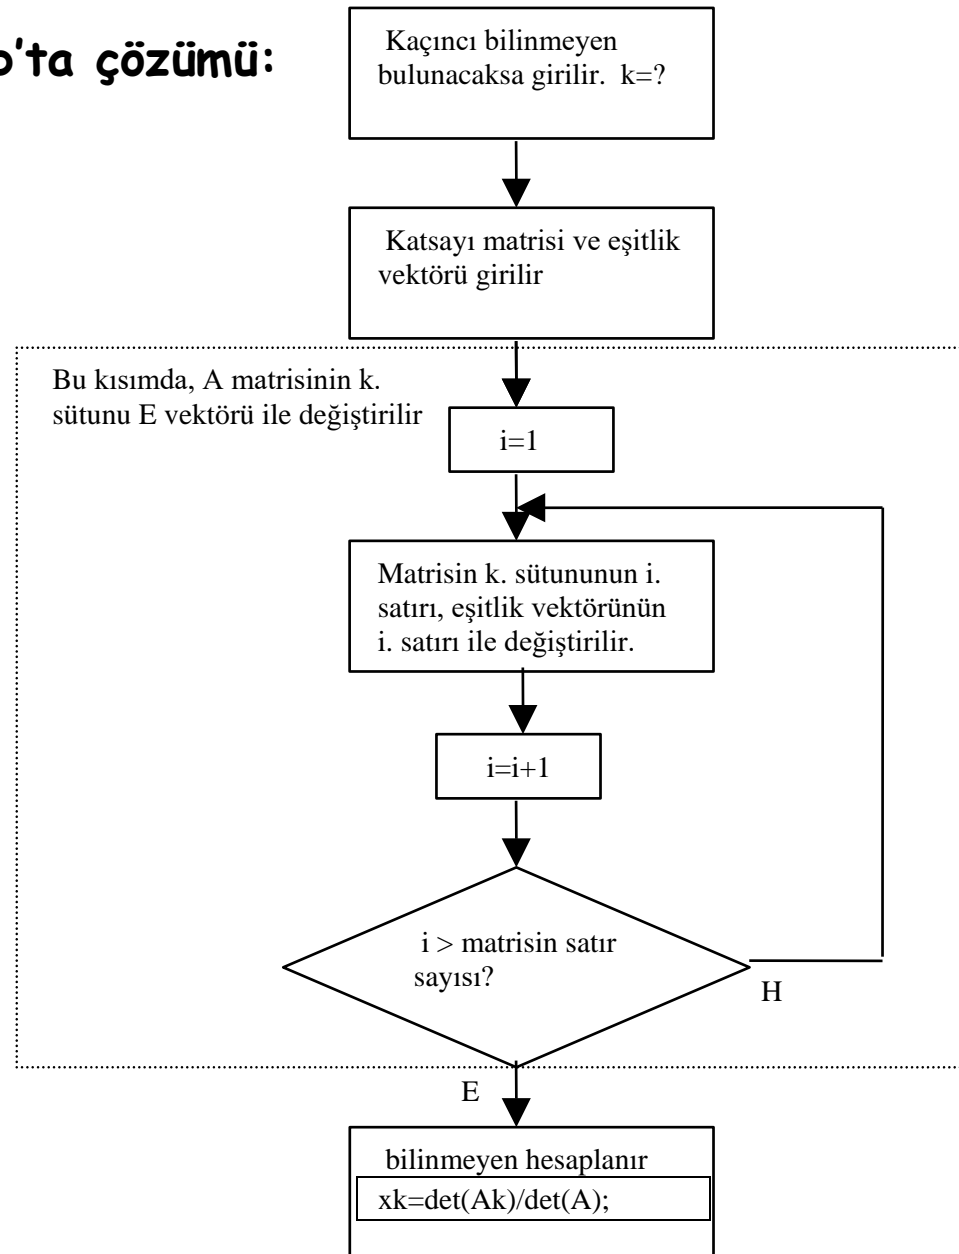 'ta çözümü:
Kaçıncı bilinmeyen
bulunacaksa girilir. k=?
Katsayı matrisi ve eşitlik
vektörü girilir
Bu kısımda, A matrisinin k.
sütunu E vektörü ile değiştirilir
i=1
Matrisin k. sütununun i.
satırı, eşitlik vektörünün
i. satırı ile değiştirilir.
i=i+1
i > matrisin satır
sayısı?
H
E
bilinmeyen hesaplanır
xk=det(Ak)/det(A);